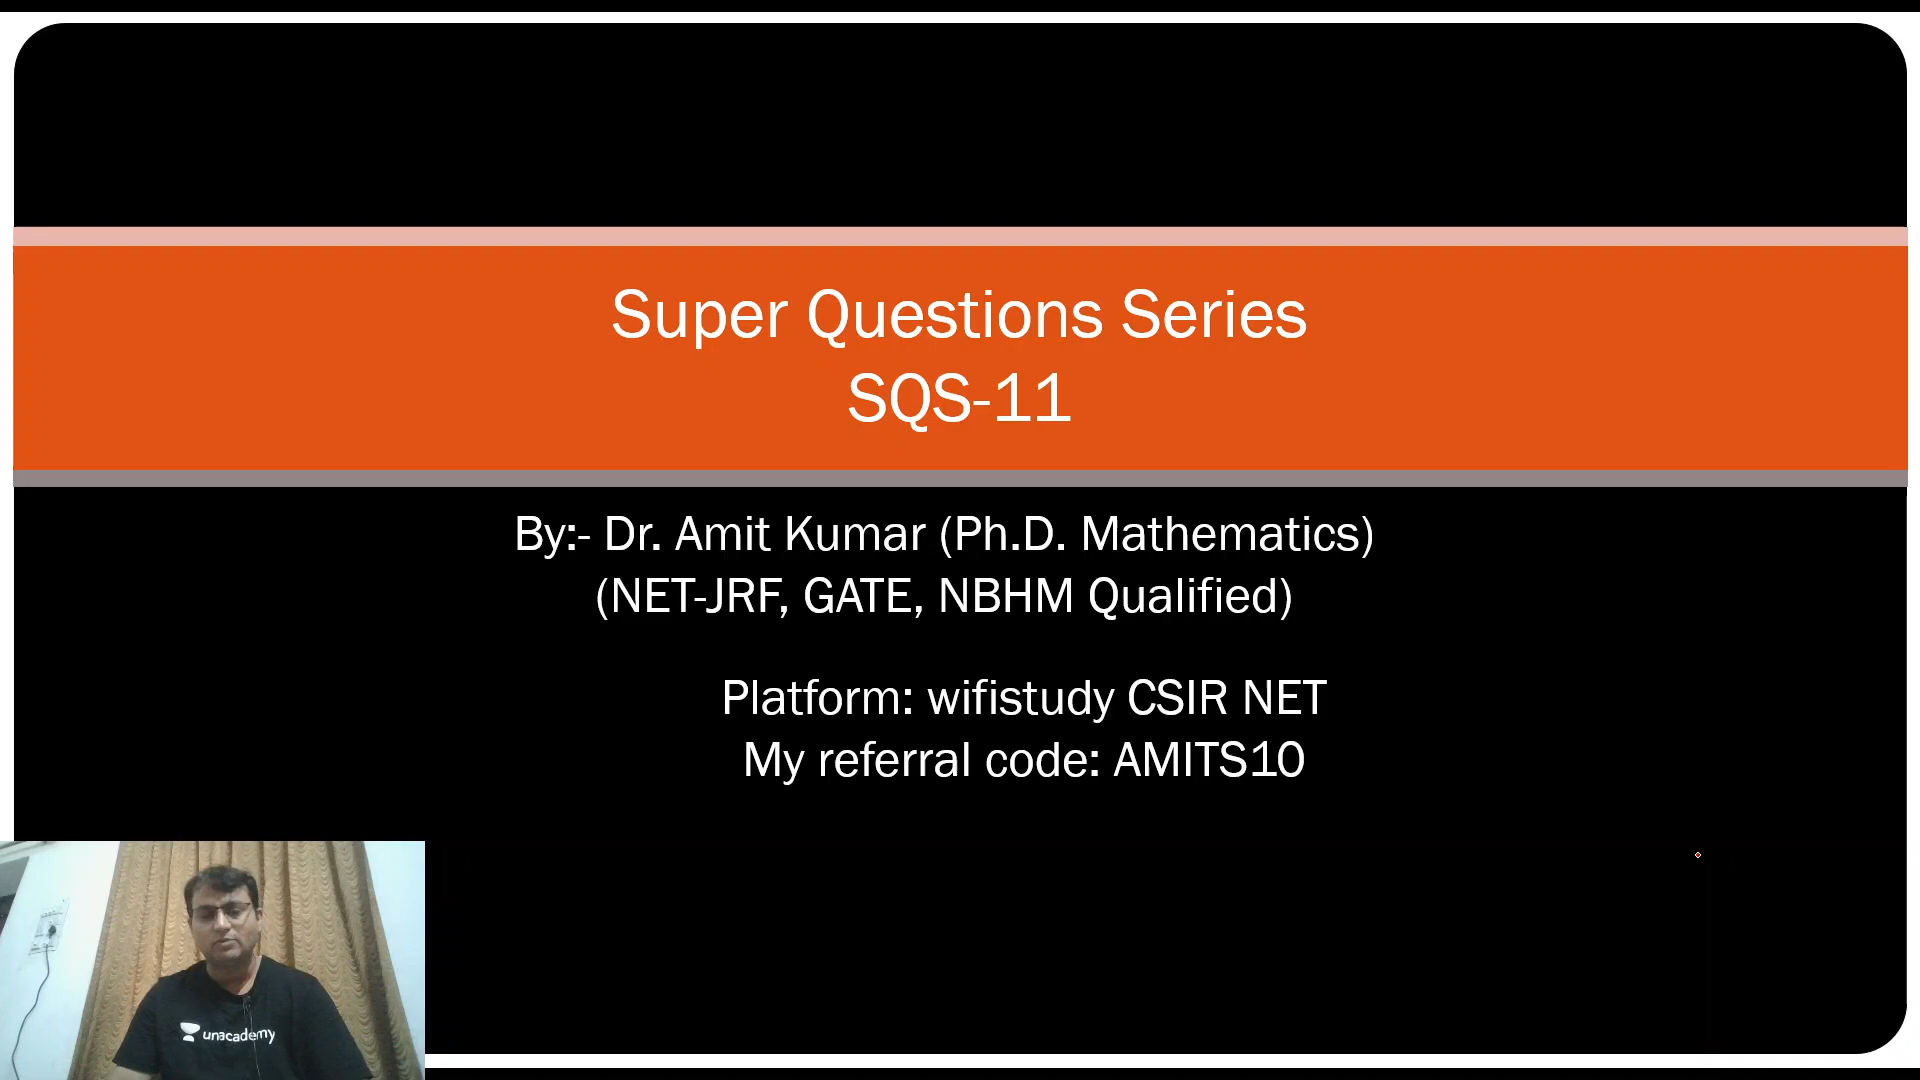 Super Questions Series
SQS-11
By:- Dr. Amit Kumar (Ph.D. Mathematics)
(NET-JRF, GATE, NBHM Qualified)
Platform: wifistudy CSIR NET
My referral code: AMITS10
unacademy